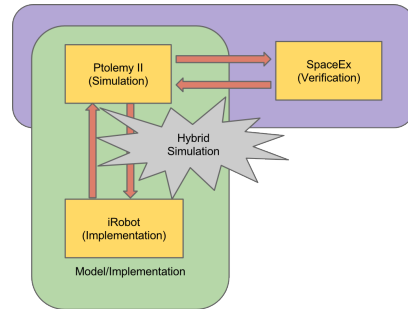 Ptolemy II
(Simulation)
SpaceEx
(Verification)
Hybrid
Simulation
iRobot
(Implementation)
Model/Implementation